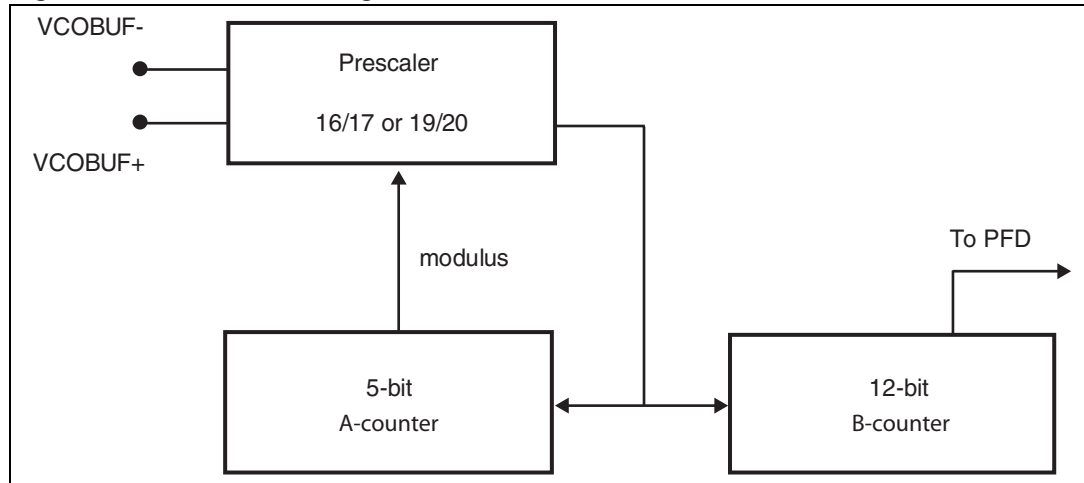 VCOBUF-
Prescaler
16/17 or 19/20
VCOBUF+
To PFD
modulus
5-bit
A-counter
12-bit
B-counter